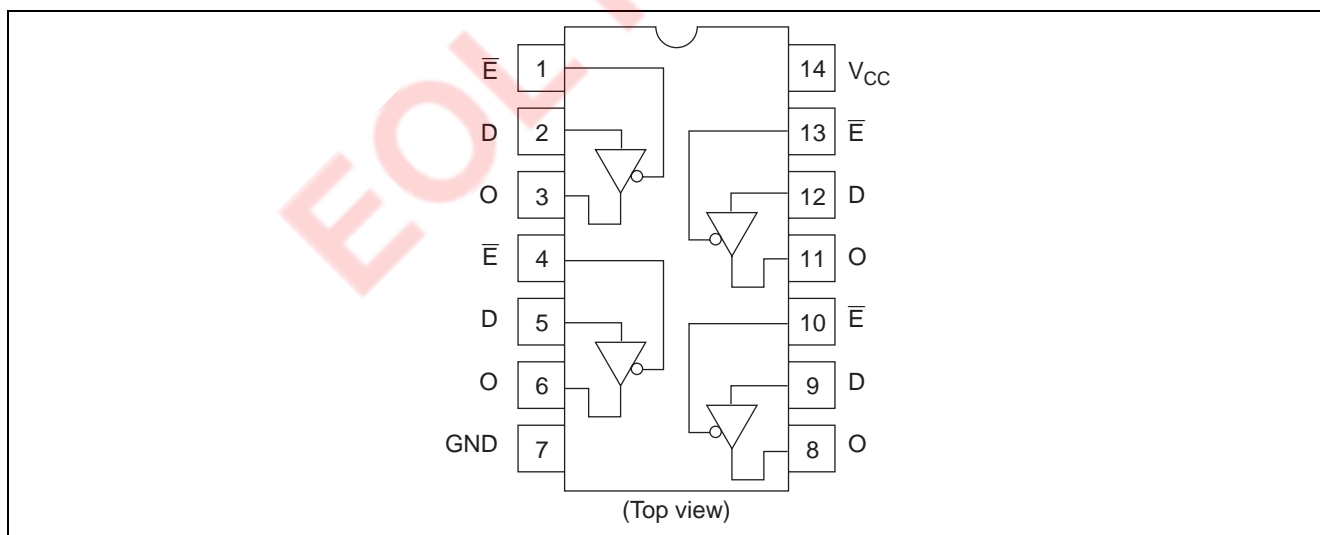 EOL
E̅ 1 14 VCC
D 2 13 E̅
O 3 12 D
E̅ 4 11 O
D 5 10 E̅
O 6 9 D
GND 7 8 O
(Top view)